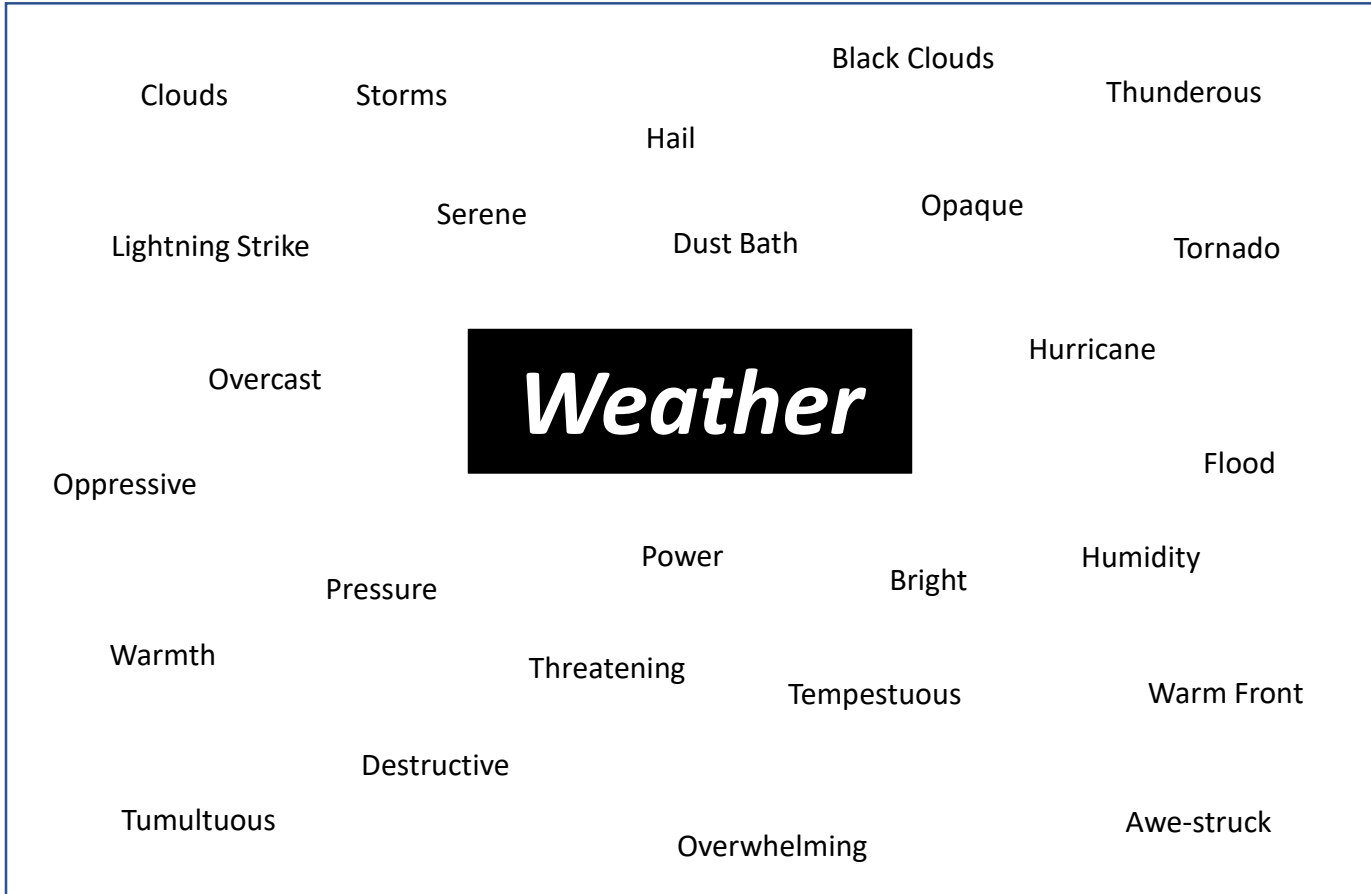 Black Clouds
Clouds
Storms
Thunderous
Hail
Serene
Opaque
Lightning Strike
Dust Bath
Tornado
Hurricane
Overcast
Weather
Flood
Oppressive
Power
Humidity
Pressure
Bright
Warmth
Threatening
Tempestuous
Warm Front
Destructive
Tumultuous
Awe-struck
Overwhelming